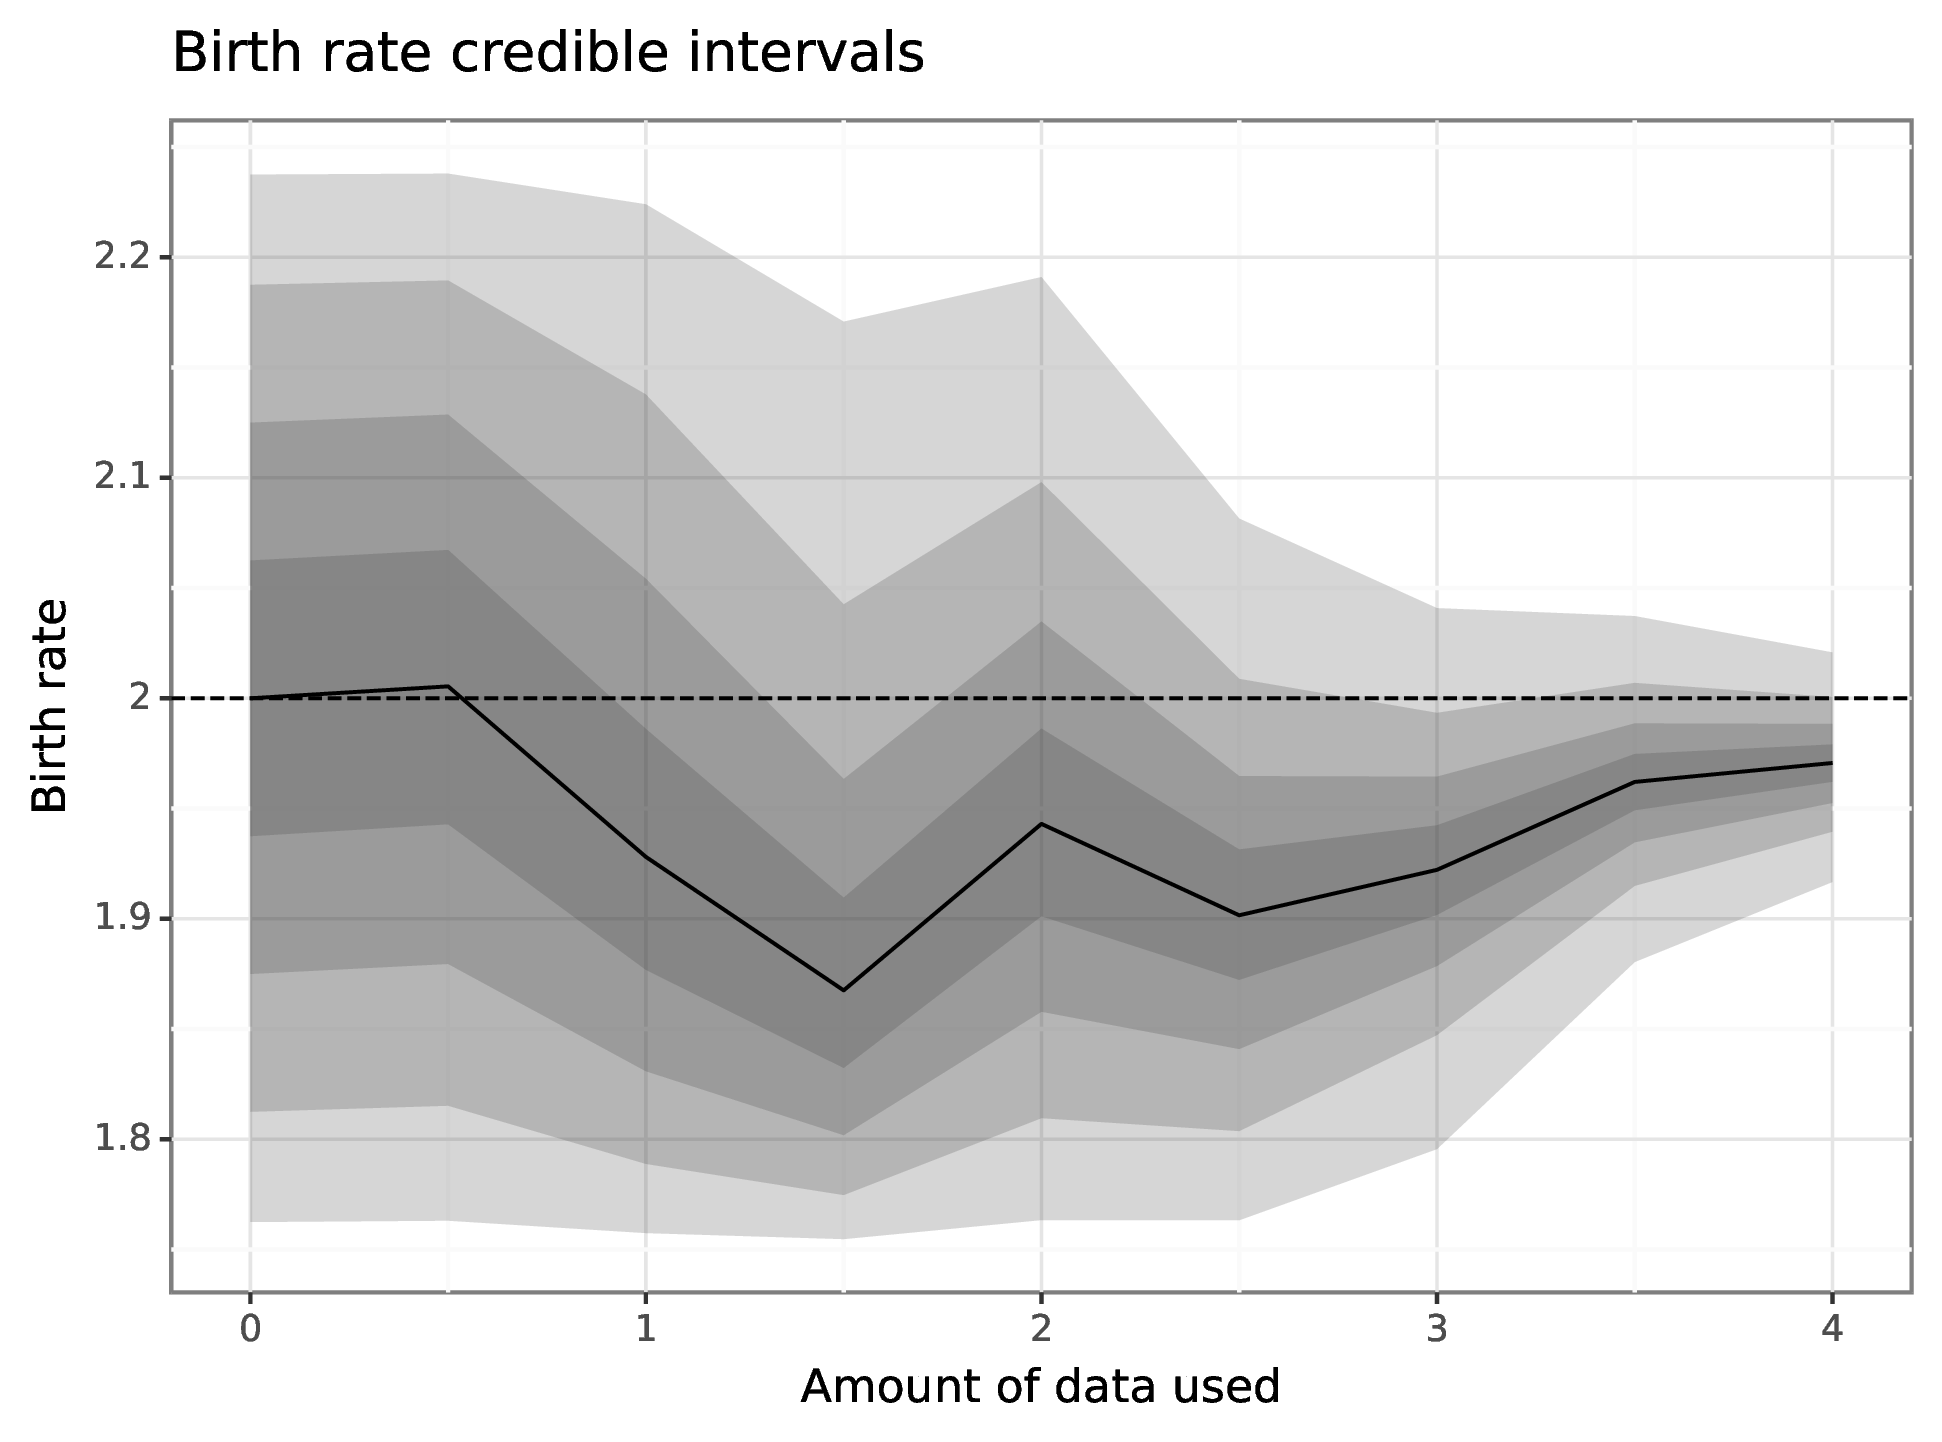 Birth rate credible intervals
Birth rate
2.2
2.1
2
1.9
1.8
0 1 2 3 4
Amount of data used